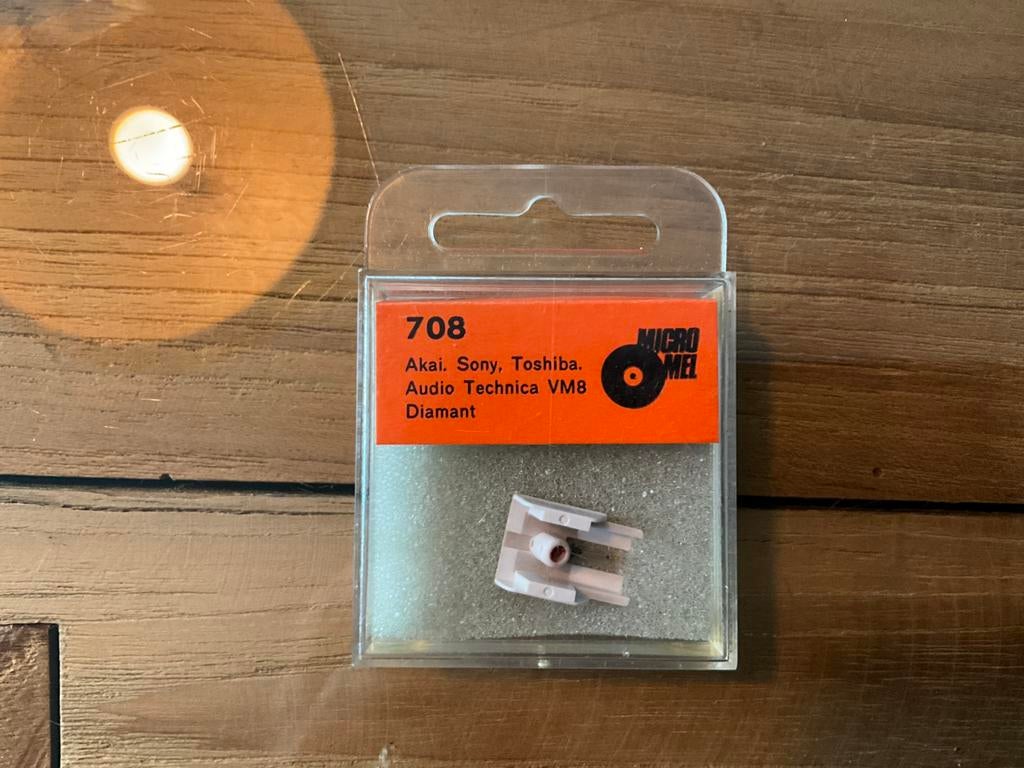 708
MICRO
MEL
Akai. Sony, Toshiba.
Audio Technica VM8
Diamant